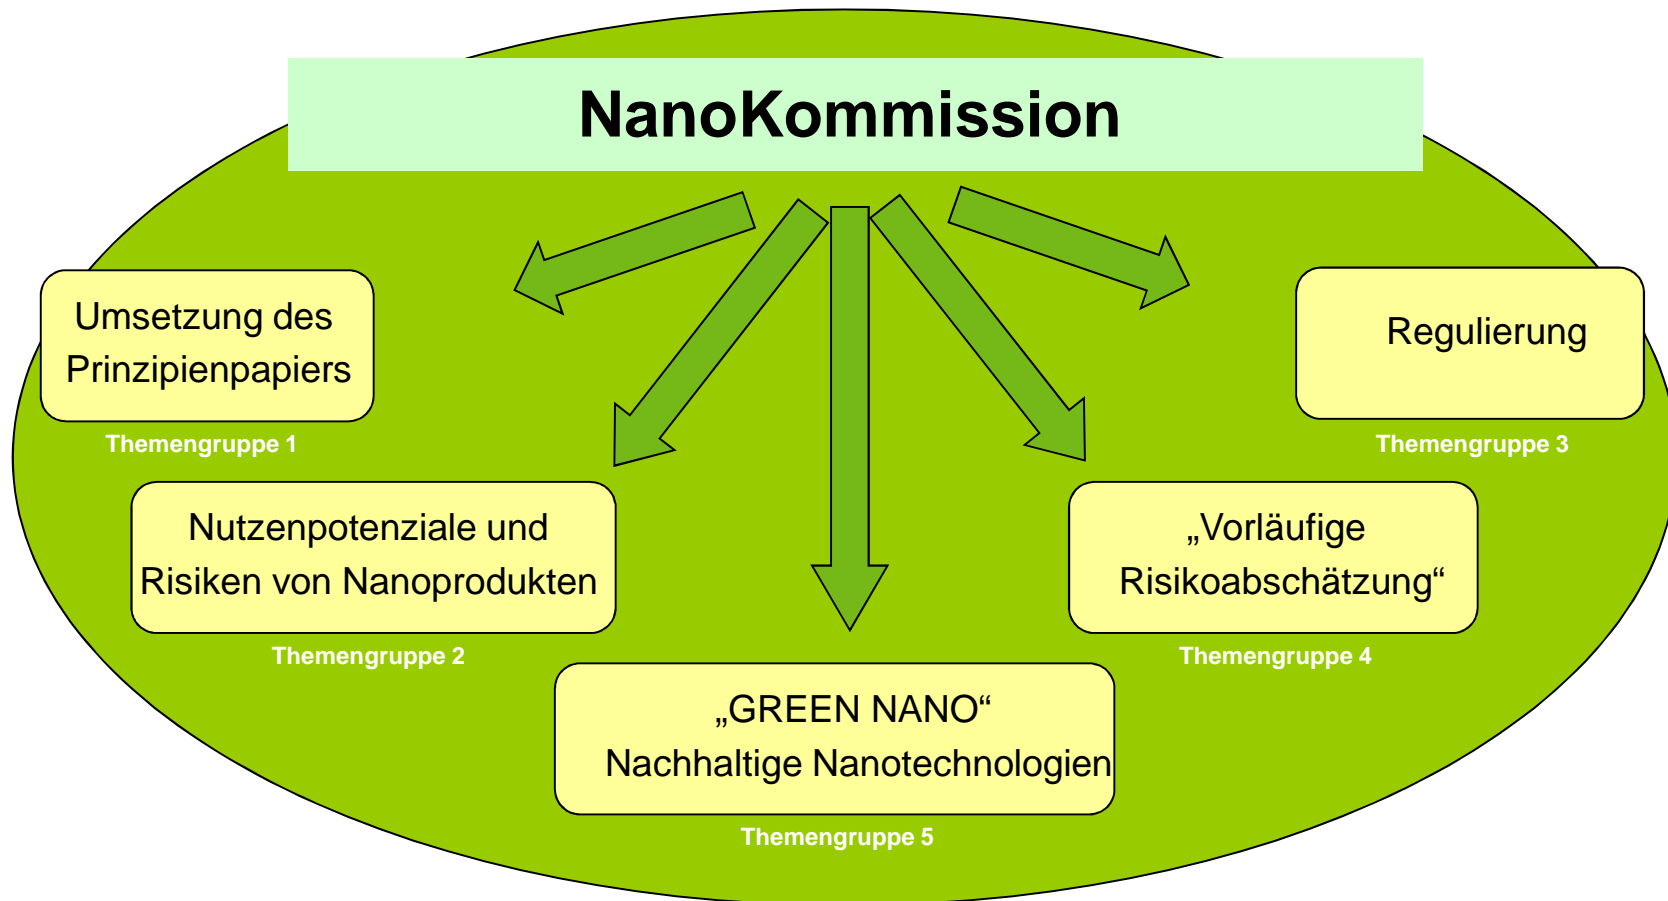 NanoKommission
Umsetzung des
Prinzipienpapiers
Themengruppe 1
Regulierung
Themengruppe 3
Nutzenpotenziale und
Risiken von Nanoprodukten
Themengruppe 2
„Vorläufige
Risikoabschätzung“
Themengruppe 4
„GREEN NANO“
Nachhaltige Nanotechnologien
Themengruppe 5